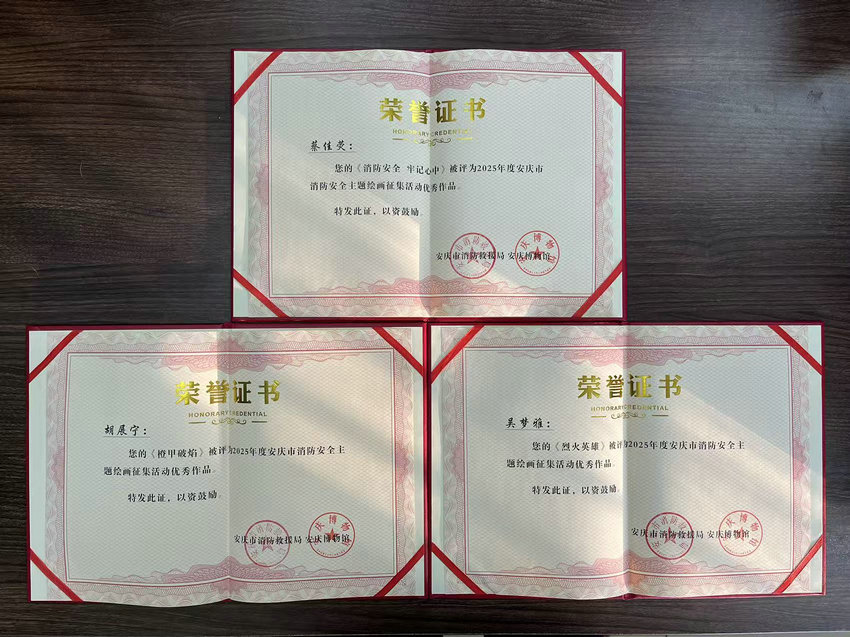 荣誉证书
HONORARY CREDENTIAL
蔡佳荧：
您的《消防安全 牢记心中》被评为2025年度安庆市
消防安全主题绘画征集活动优秀作品。
特发此证，以资鼓励。
安庆市消防救援局 安庆博物馆
荣誉证书
HONORARY CREDENTIAL
胡展宁：
您的《橙甲破焰》被评为2025年度安庆市消防安全主
题绘画征集活动优秀作品。
特发此证，以资鼓励。
安庆市消防救援局 安庆博物馆
荣誉证书
HONORARY CREDENTIAL
吴梦雅：
您的《烈火英雄》被评为2025年度安庆市消防安全主
题绘画征集活动优秀作品。
特发此证，以资鼓励。
安庆市消防救援局 安庆博物馆